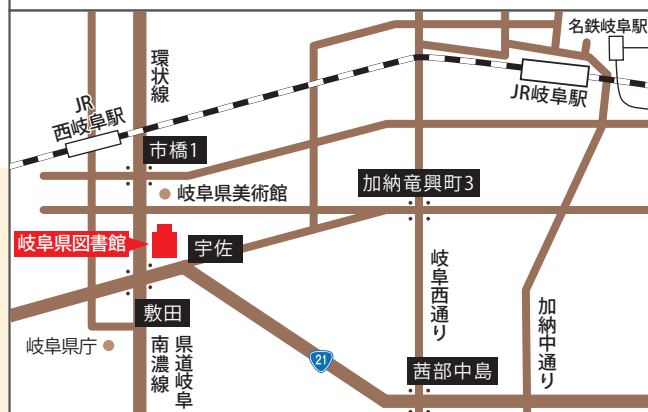 名鉄岐阜駅
環状線
JR
西岐阜駅
JR岐阜駅
市橋1
岐阜県美術館
加納竜興町3
岐阜県図書館
宇佐
岐阜西通り
加納中通り
敷田
岐阜県庁
県道岐阜
南濃線
21
茜部中島